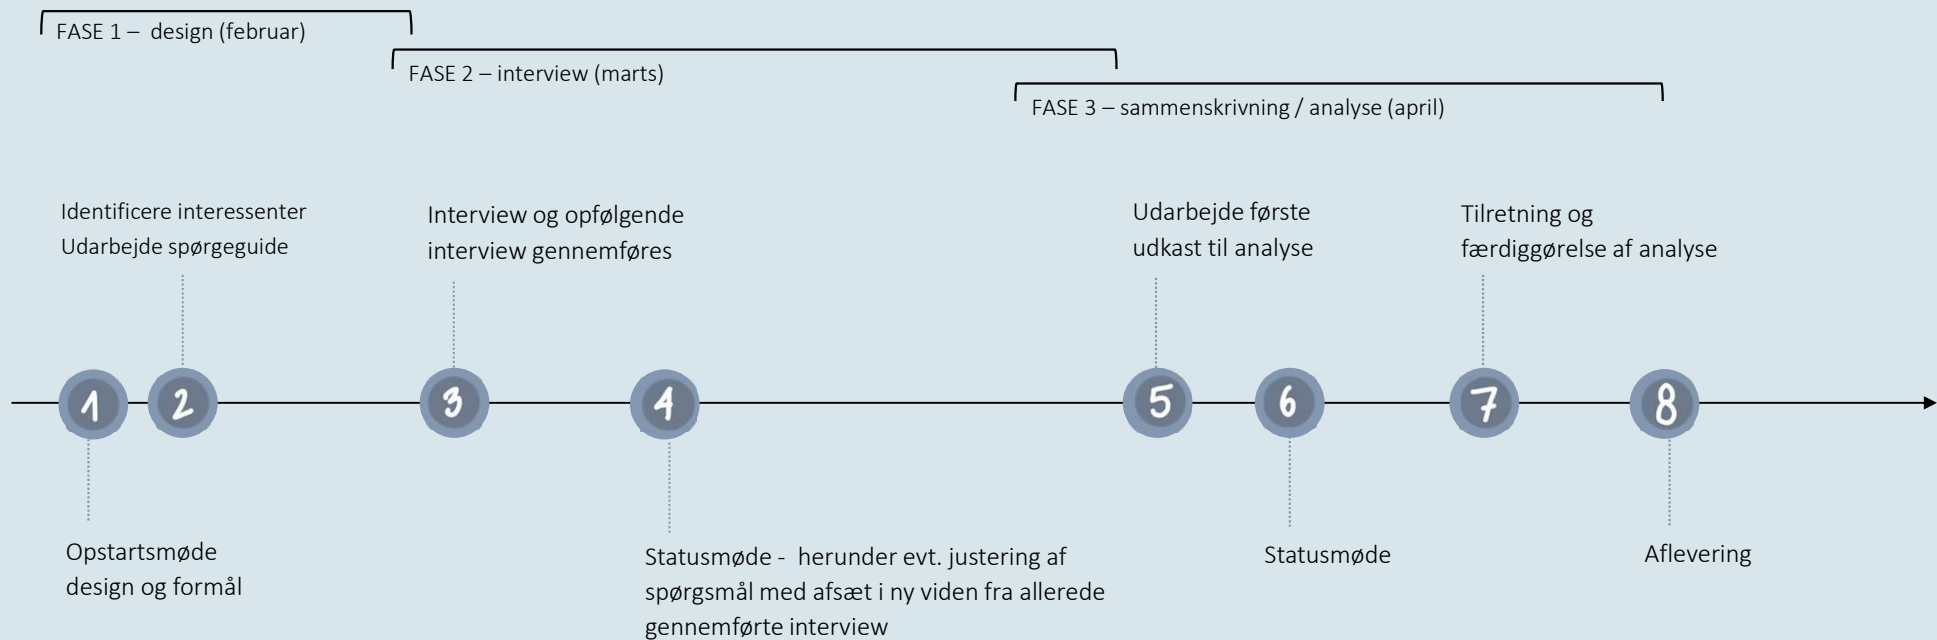 FASE 1 – design (februar)
FASE 2 – interview (marts)
FASE 3 – sammenskrivning / analyse (april)
Identificere interessenter
Udarbejde spørgeguide
Interview og opfølgende
interview gennemføres
Udarbejde første
udkast til analyse
Tilretning og
færdiggørelse af analyse
1
2
3
4
5
6
7
8
Opstartsmøde
design og formål
Statusmøde - herunder evt. justering af
spørgsmål med afsæt i ny viden fra allerede
gennemførte interview
Statusmøde
Aflevering